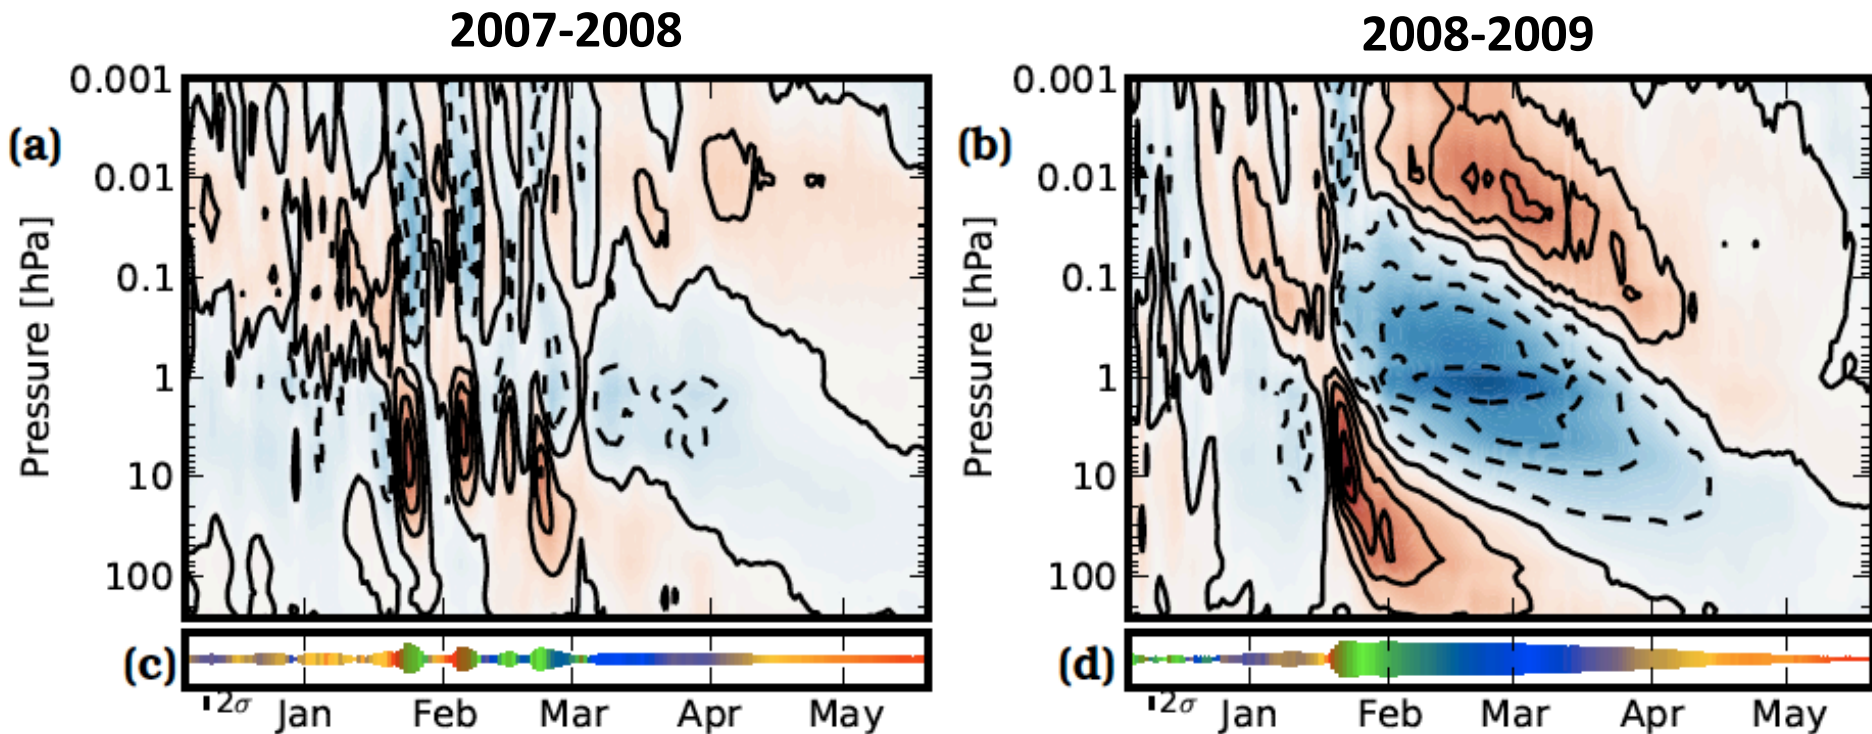 2007-2008
2008-2009
(a)
0.001
0.01
0.1
1
10
100
Pressure [hPa]
(b)
0.001
0.01
0.1
1
10
100
Pressure [hPa]
(c)
2σ
Jan Feb Mar Apr May
(d)
2σ
Jan Feb Mar Apr May